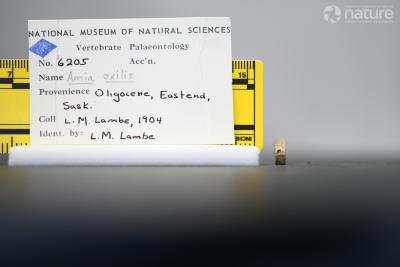 NATIONAL MUSEUM OF NATURAL SCIENCES
Vertebrate Palaeontology
No. 6205 Acc'n.
Name Amia exilis
Provenience Oligocene, Eastend,
Sask.
Coll L.M. Lambe, 1904
Ident. by: L.M. Lambe
7
15
nature